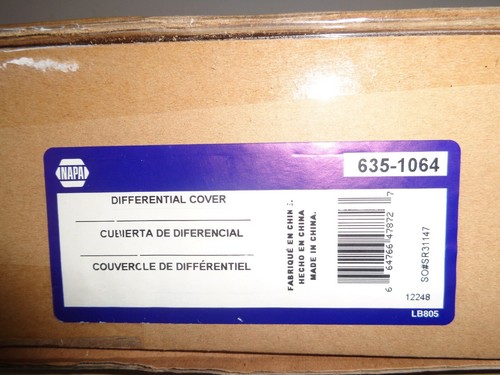 NAPA
635-1064
DIFFERENTIAL COVER
CUBIERTA DE DIFERENCIAL
COUVERCLE DE DIFFÉRENTIEL
FABRIQUÉ EN CHIN
HECHO EN CHINA
MADE IN CHINA.
6 64766 47872 7
SO#SR31147
12248
LB805